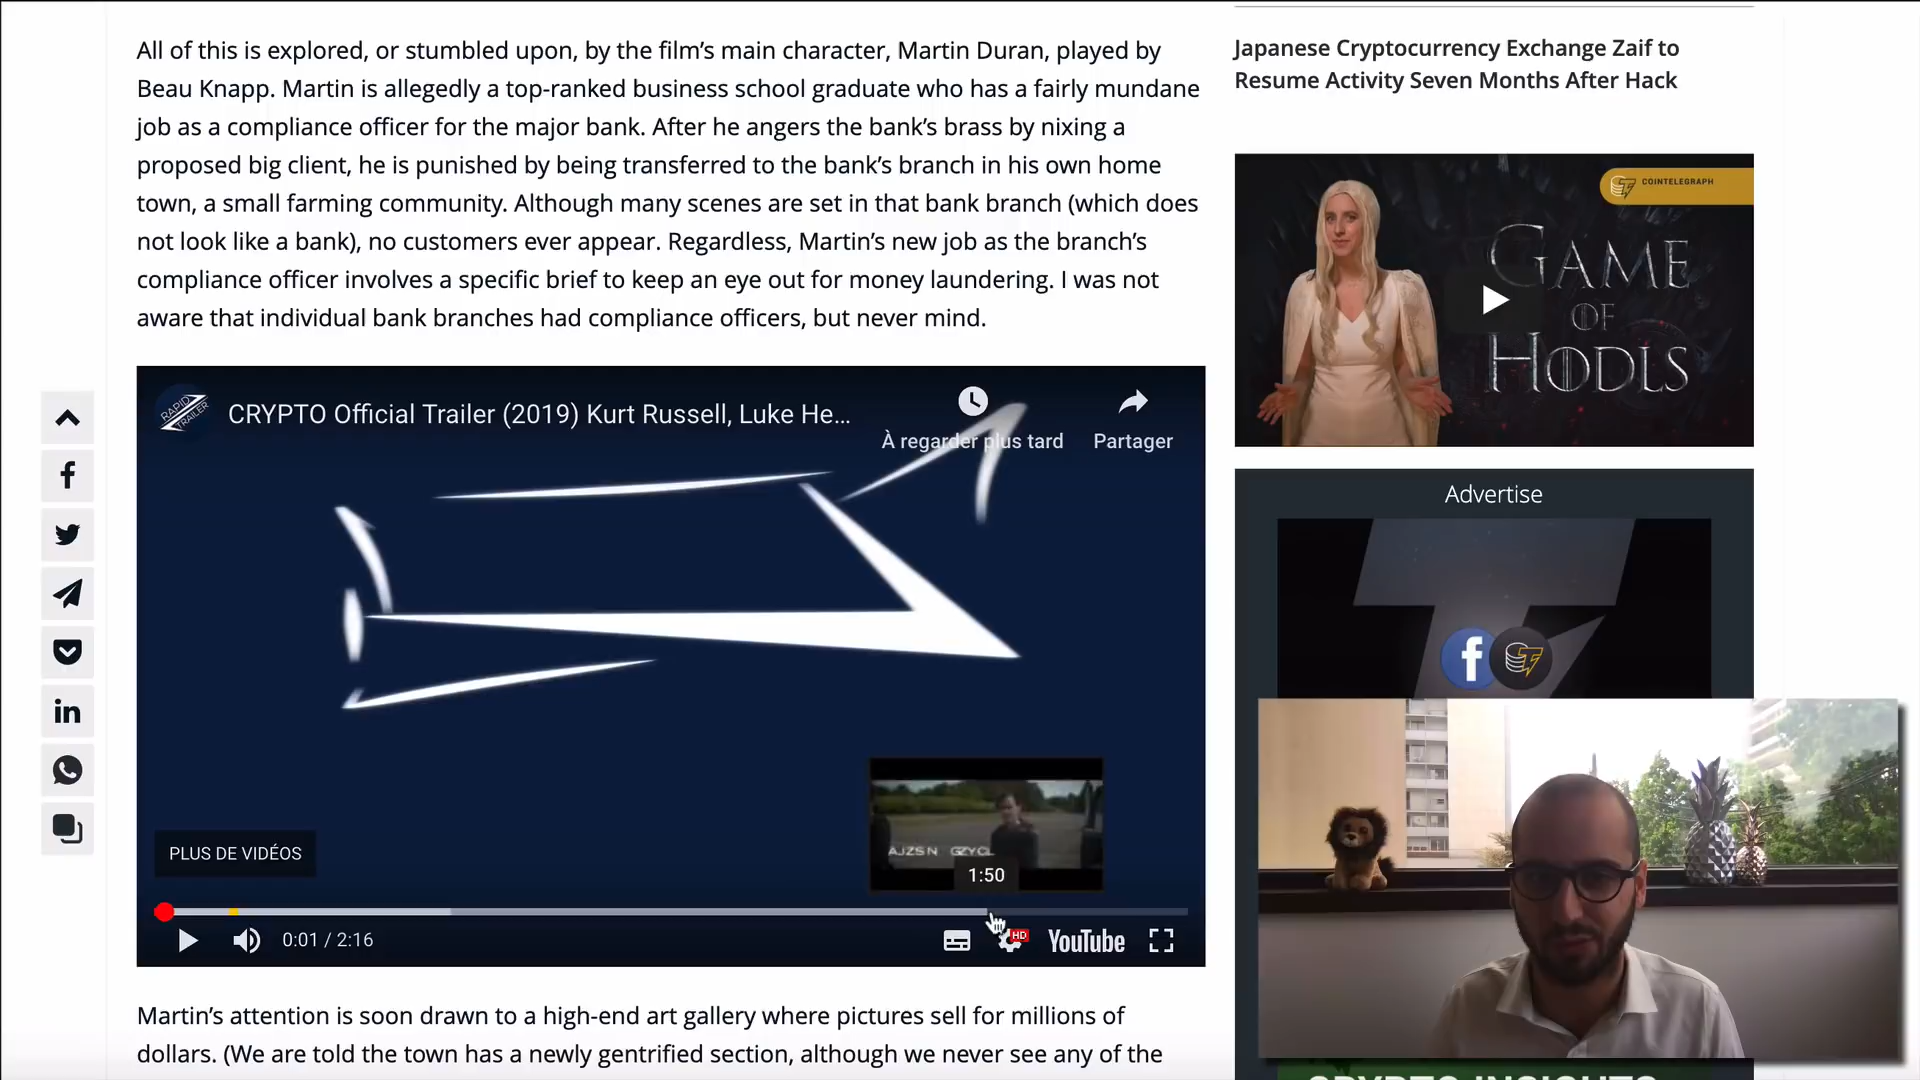 All of this is explored, or stumbled upon, by the film’s main character, Martin Duran, played by
Beau Knapp. Martin is allegedly a top-ranked business school graduate who has a fairly mundane
job as a compliance officer for the major bank. After he angers the bank’s brass by nixing a
proposed big client, he is punished by being transferred to the bank’s branch in his own home
town, a small farming community. Although many scenes are set in that bank branch (which does
not look like a bank), no customers ever appear. Regardless, Martin’s new job as the branch’s
compliance officer involves a specific brief to keep an eye out for money laundering. I was not
aware that individual bank branches had compliance officers, but never mind.
RAPID
TRAILER
CRYPTO Official Trailer (2019) Kurt Russell, Luke He...
À regarder plus tard
Partager
AJZSN GZYCL
1:50
PLUS DE VIDÉOS
0:01 / 2:16
HD
YouTube
Martin’s attention is soon drawn to a high-end art gallery where pictures sell for millions of
dollars. (We are told the town has a newly gentrified section, although we never see any of the
Japanese Cryptocurrency Exchange Zaif to
Resume Activity Seven Months After Hack
COINTELEGRAPH
GAME
OF
HODLS
Advertise
CRYPTO INSIGHTS